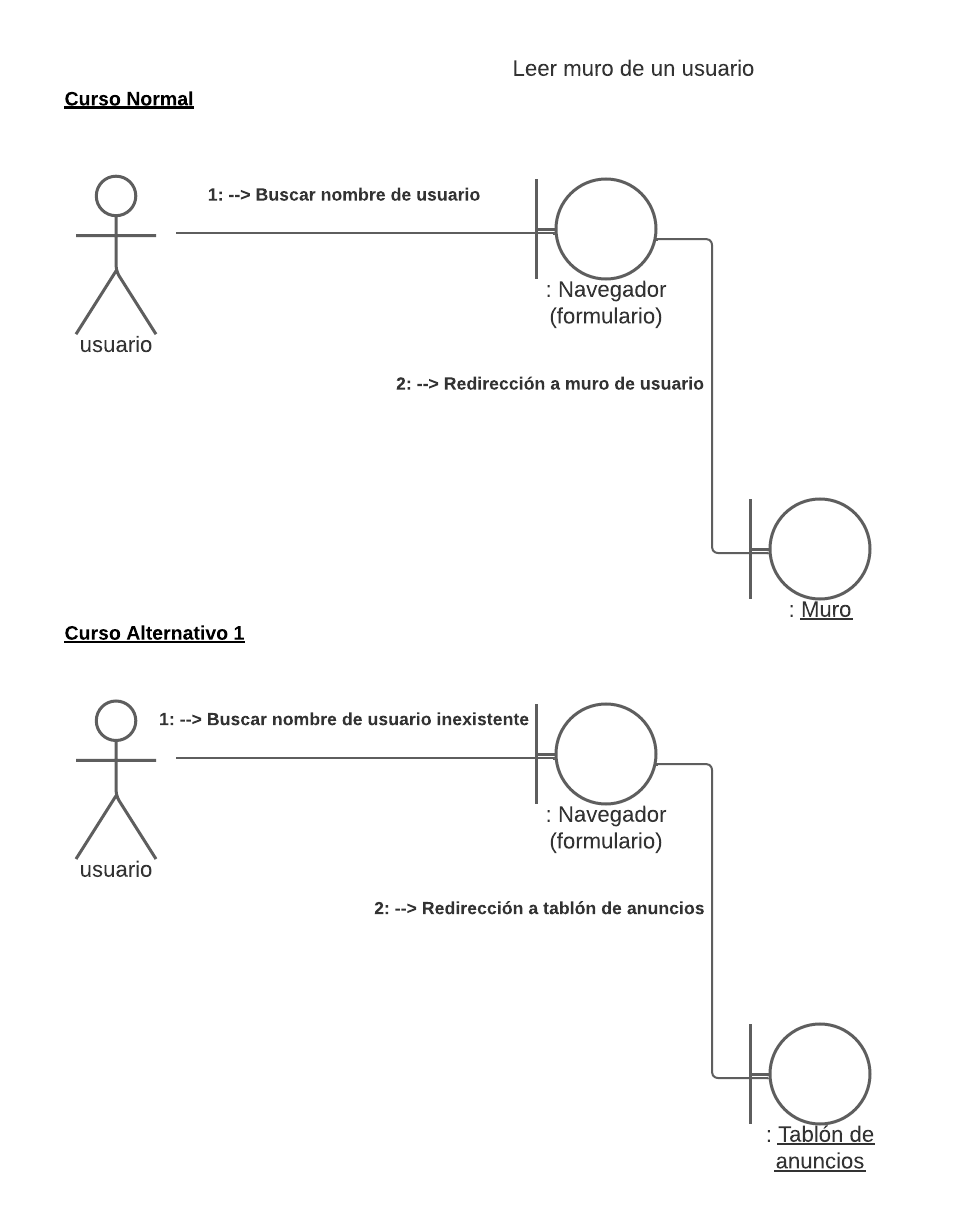 Leer muro de un usuario
Curso Normal
1: --> Buscar nombre de usuario
: Navegador
(formulario)
usuario
2: --> Redirección a muro de usuario
: Muro
Curso Alternativo 1
1: --> Buscar nombre de usuario inexistente
: Navegador
(formulario)
usuario
2: --> Redirección a tablón de anuncios
: Tablón de
anuncios